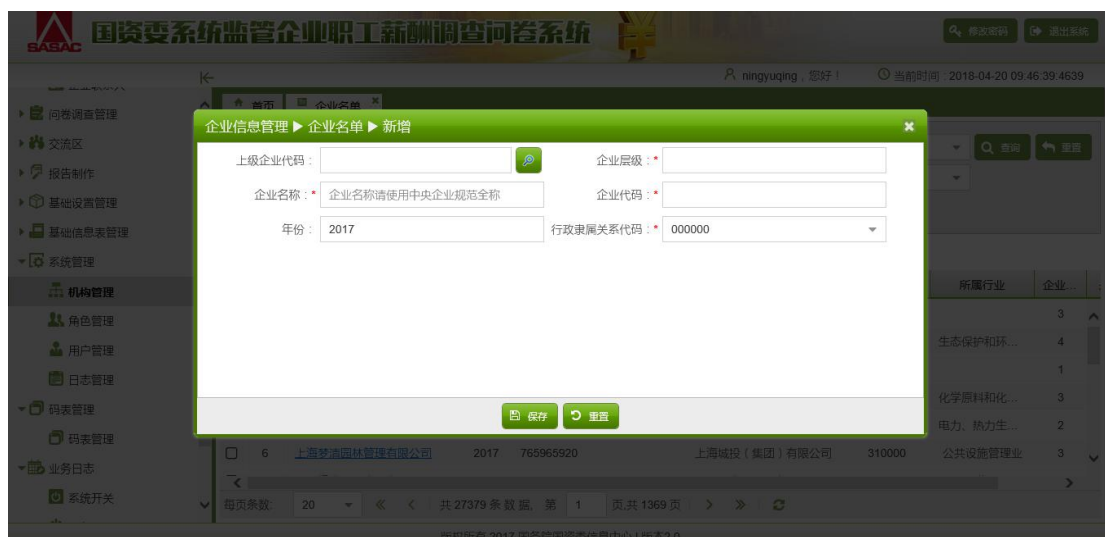 SASAC 国资委系统监管企业职工薪酬调查问卷系统 修改密码 退出系统
ningyuqing，您好！ 当前时间：2018-04-20 09:46:39:4639
问卷调查管理
交流区
报告制作
基础设置管理
基础信息表管理
系统管理
机构管理
角色管理
用户管理
日志管理
码表管理
码表管理
业务日志
系统开关
首页 企业名单
查询 重置
企业信息管理 ▶ 企业名单 ▶ 新增
上级企业代码： 企业层级：*
企业名称：* 企业名称请使用中央企业规范全称 企业代码：*
年份： 2017 行政隶属关系代码：* 000000
保存 重置
所属行业 企业...
3
生态保护和环... 4
1
化学原料和化... 3
电力、热力生... 2
6 上海梦清园林管理有限公司 2017 765965920 上海城投（集团）有限公司 310000 公共设施管理业 3
每页条数: 20 共 27379 条数据, 第 1 页,共 1369 页